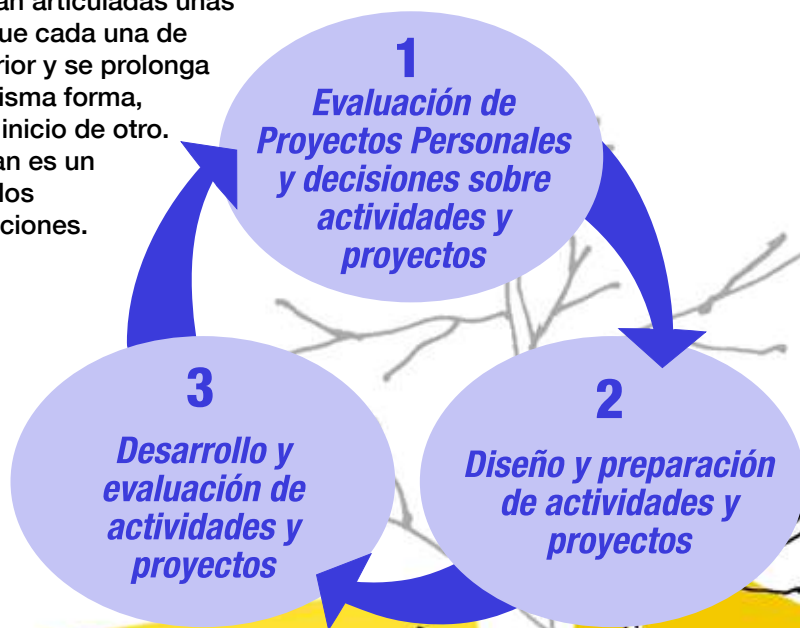 an articuladas unas
ue cada una de
rior y se prolonga
isma forma,
inicio de otro.
an es un
los
ciones.
1
Evaluación de
Proyectos Personales
y decisiones sobre
actividades y
proyectos
2
Diseño y preparación
de actividades y
proyectos
3
Desarrollo y
evaluación de
actividades y
proyectos